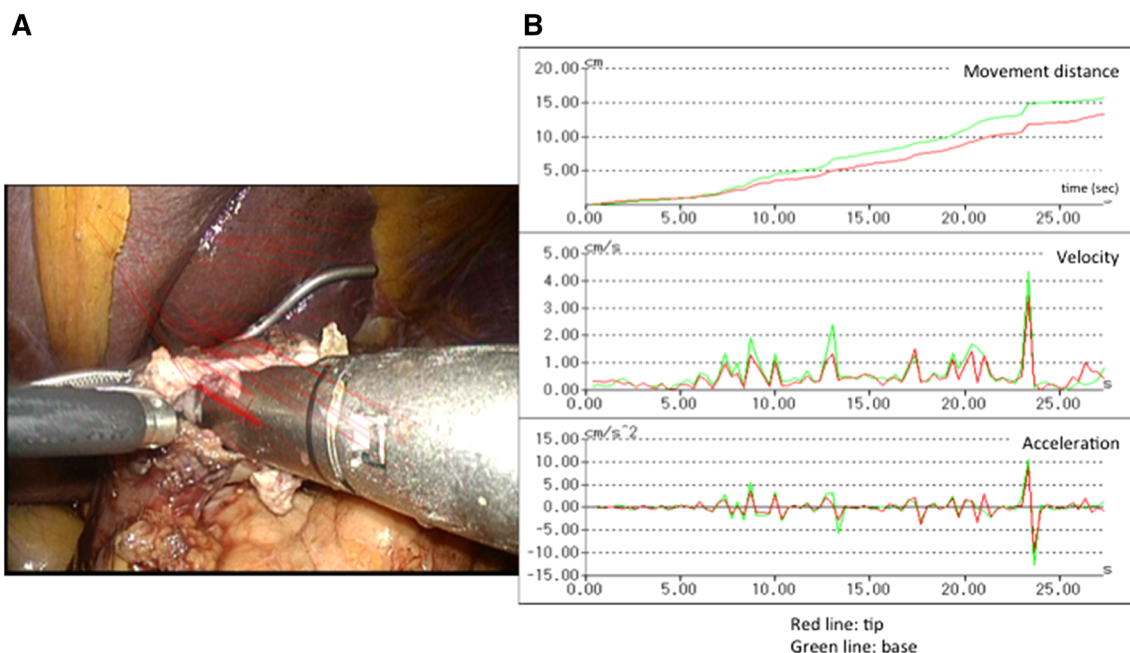 A
B
cm
20.00
Movement distance
15.00
10.00
5.00
time (sec)
0.00 5.00 10.00 15.00 20.00 25.00
cm/s
5.00
Velocity
4.00
3.00
2.00
1.00
0.00
s
0.00 5.00 10.00 15.00 20.00 25.00
cm/s^2
15.00
Acceleration
10.00
5.00
0.00
-5.00
-10.00
-15.00
s
0.00 5.00 10.00 15.00 20.00 25.00
Red line: tip
Green line: base